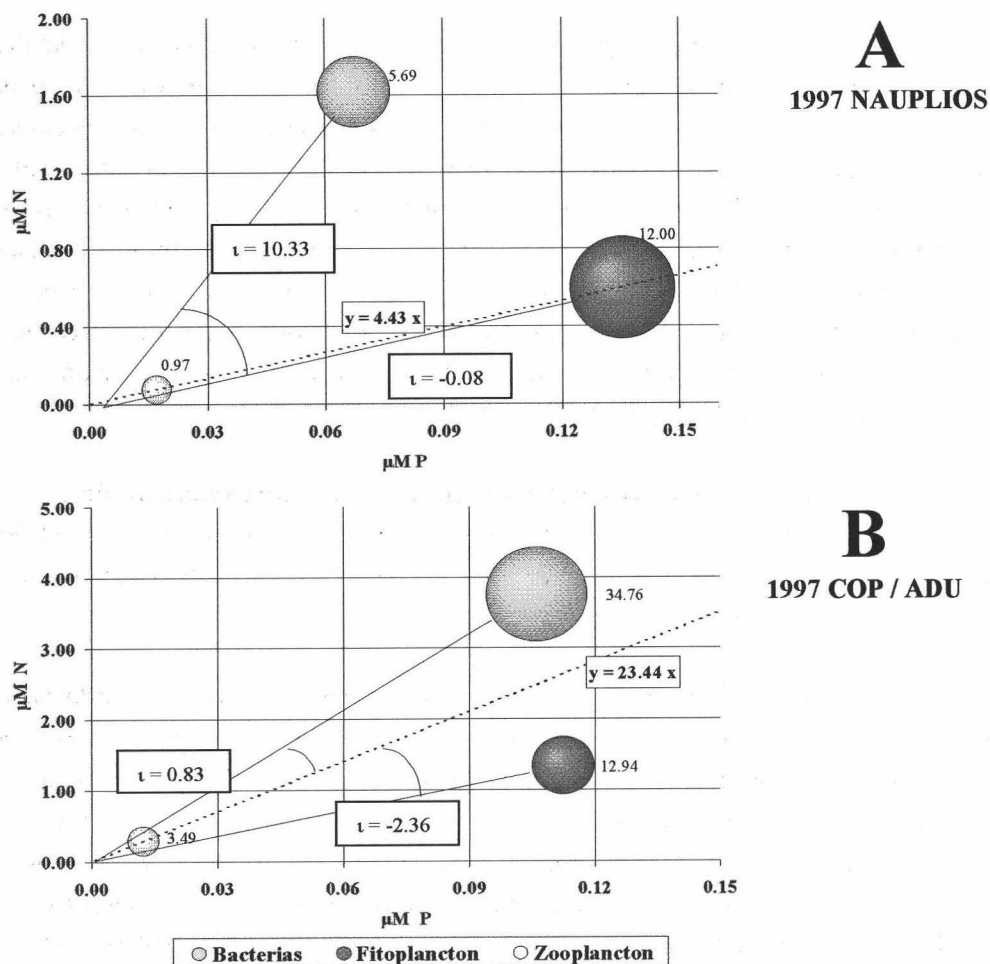 A
1997 NAUPLIOS
2.00
1.60
1.20
0.80
0.40
0.00
µM N
5.69
ι = 10.33
12.00
y = 4.43 x
0.97
ι = -0.08
0.00 0.03 0.06 0.09 0.12 0.15
µM P
B
1997 COP / ADU
5.00
4.00
3.00
2.00
1.00
0.00
µM N
34.76
y = 23.44 x
ι = 0.83
12.94
3.49
ι = -2.36
0.00 0.03 0.06 0.09 0.12 0.15
µM P
Bacterias Fitoplancton Zooplancton